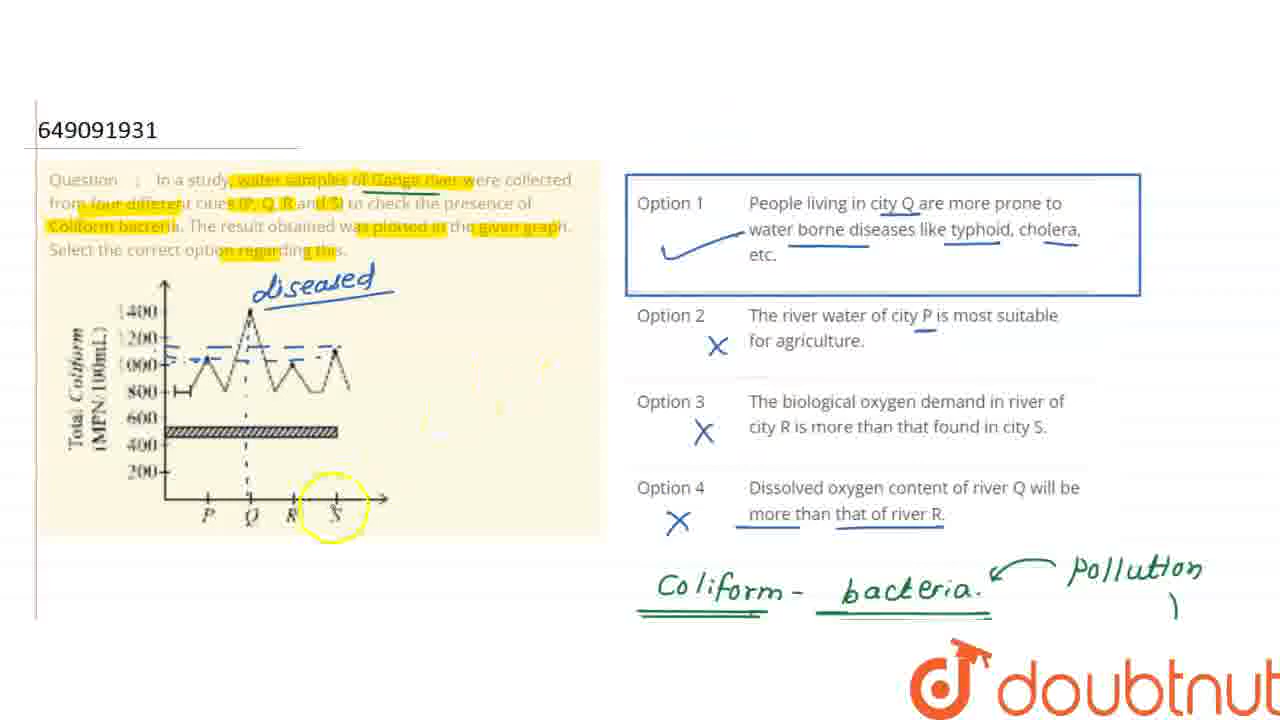 649091931
Question : In a study, water samples of Ganga river were collected
from four different cities (P, Q, R and S) to check the presence of
Coliform bacteria. The result obtained was plotted in the given graph.
Select the correct option regarding this.
diseased
Total Coliform
(MPN/100mL)
1400
1200
1000
800
600
400
200
P Q R S
Option 1 People living in city Q are more prone to
water borne diseases like typhoid, cholera,
etc.
Option 2 The river water of city P is most suitable
for agriculture.
Option 3 The biological oxygen demand in river of
city R is more than that found in city S.
Option 4 Dissolved oxygen content of river Q will be
more than that of river R.
Coliform - bacteria. Pollution
doubtnut